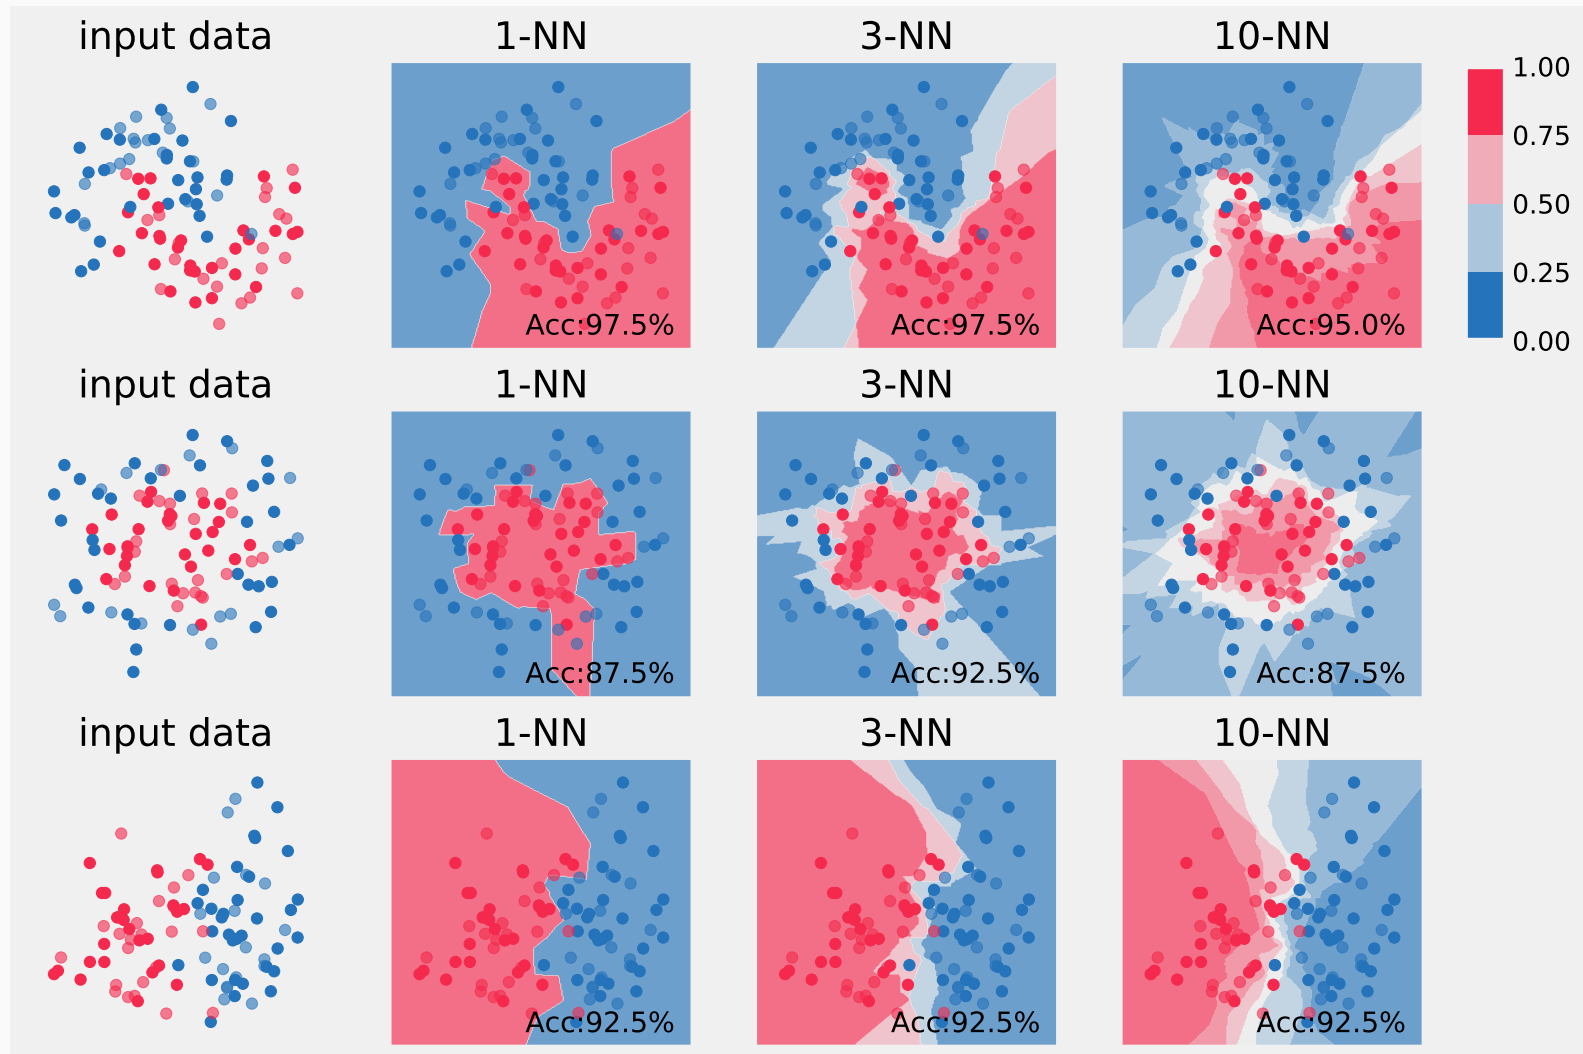 input data
1-NN
3-NN
10-NN
1.00
0.75
0.50
0.25
0.00
Acc:97.5%
Acc:97.5%
Acc:95.0%
input data
1-NN
3-NN
10-NN
Acc:87.5%
Acc:92.5%
Acc:87.5%
input data
1-NN
3-NN
10-NN
Acc:92.5%
Acc:92.5%
Acc:92.5%